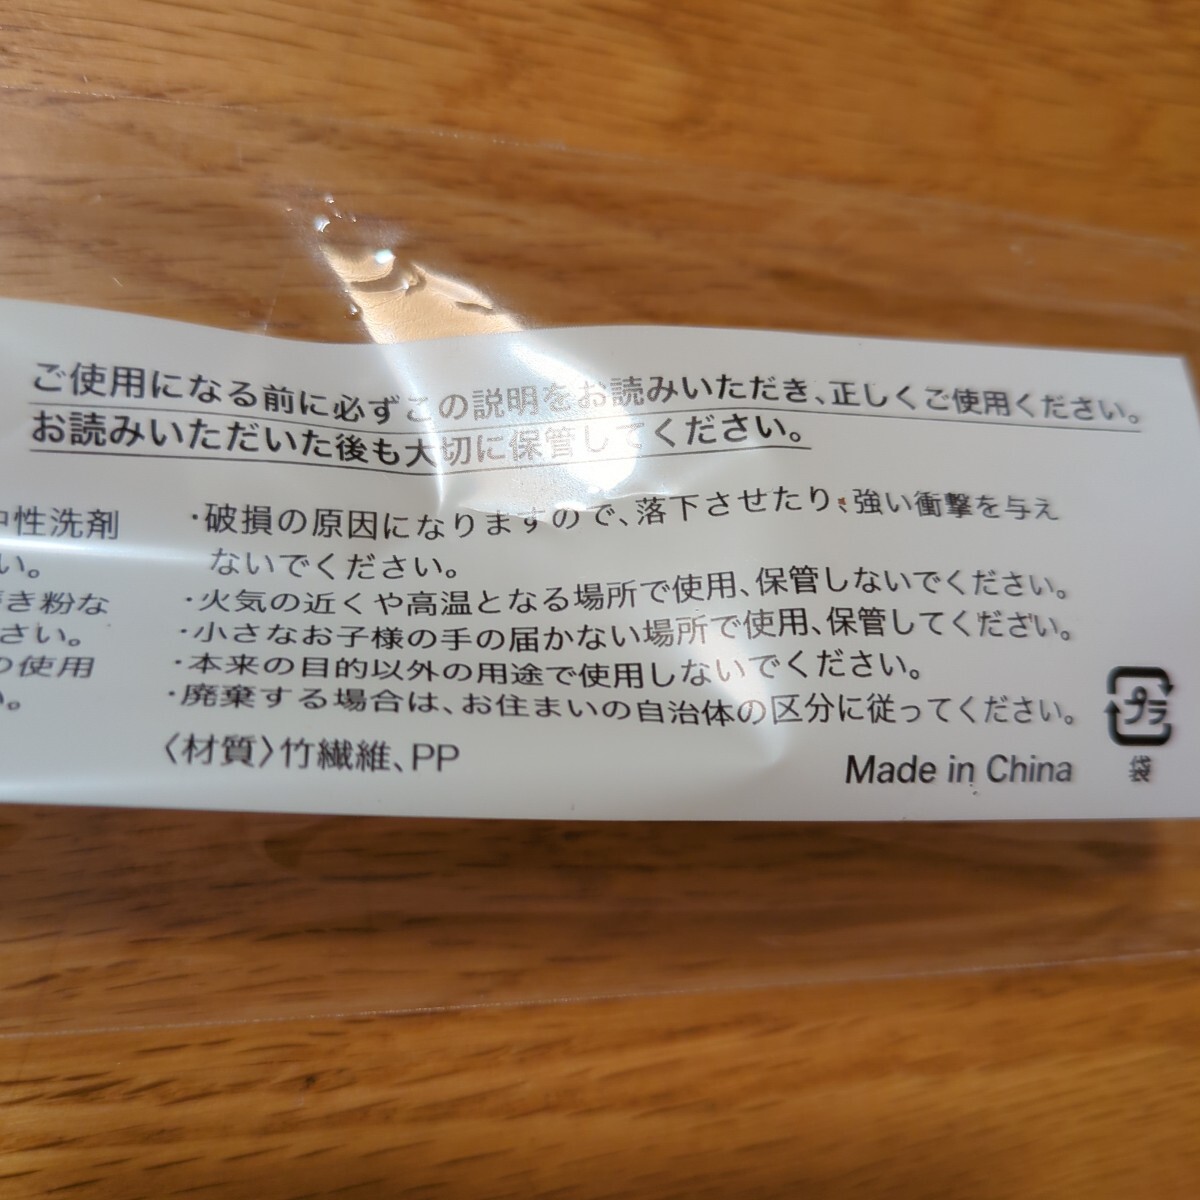 ご使用になる前に必ずこの説明をお読みいただき、正しくご使用ください。
お読みいただいた後も大切に保管してください。
中性洗剤
い。
き粉な
さい。
の使用
い。
・破損の原因になりますので、落下させたり、強い衝撃を与え
ないでください。
・火気の近くや高温となる場所で使用、保管しないでください。
・小さなお子様の手の届かない場所で使用、保管してください。
・本来の目的以外の用途で使用しないでください。
・廃棄する場合は、お住まいの自治体の区分に従ってください。
〈材質〉竹繊維、PP
Made in China
プラ
袋